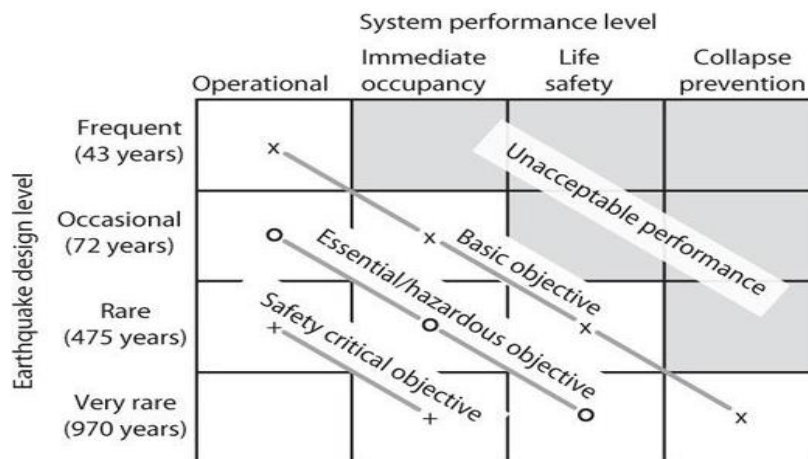 System performance level
Operational
Immediate
occupancy
Life
safety
Collapse
prevention
Earthquake design level
Frequent
(43 years)
Occasional
(72 years)
Rare
(475 years)
Very rare
(970 years)
Unacceptable performance
Basic objective
Essential/hazardous objective
Safety critical objective